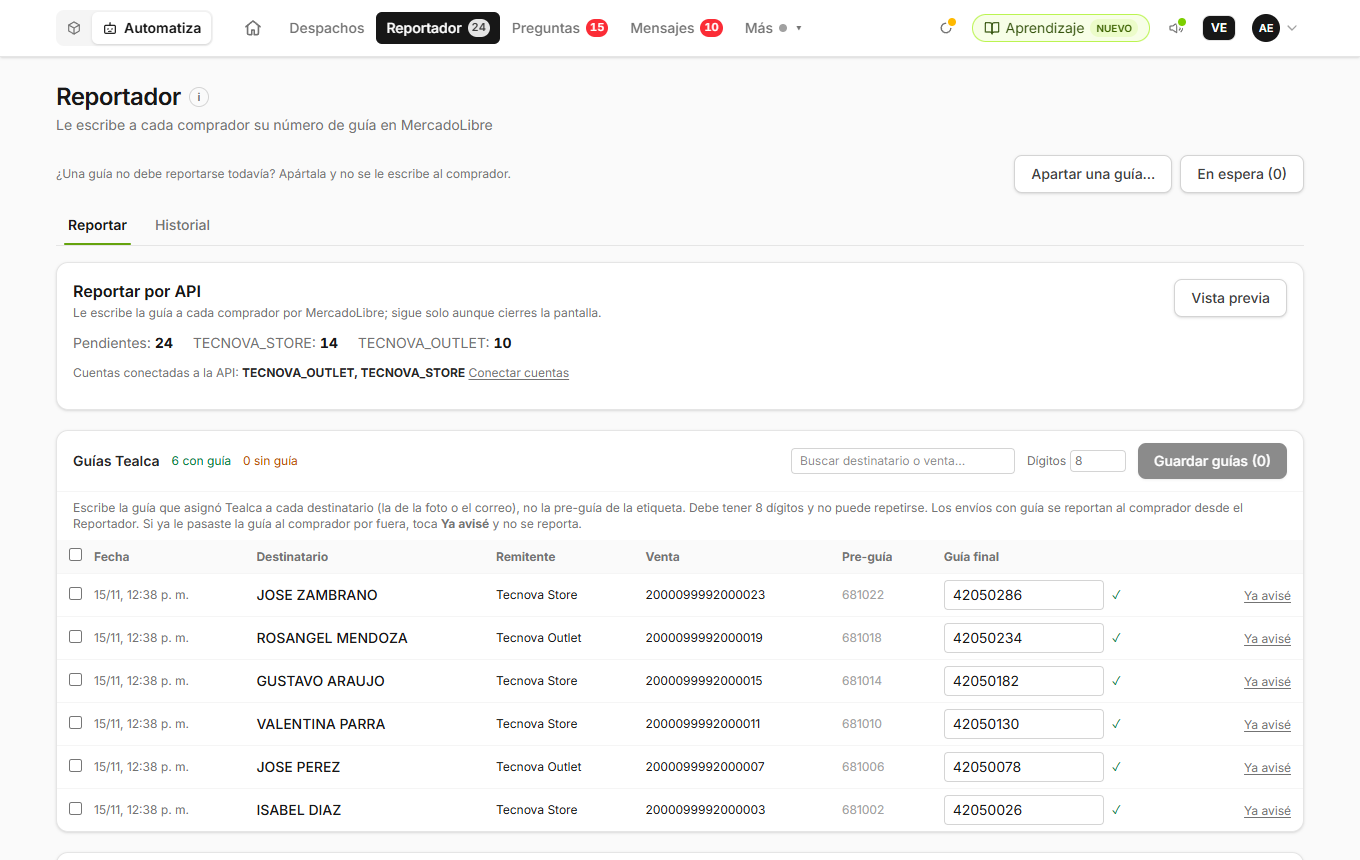 Automatiza
Despachos
Reportador 24
Preguntas 15
Mensajes 10
Más
Aprendizaje NUEVO
VE
AE
Reportador i
Le escribe a cada comprador su número de guía en MercadoLibre
¿Una guía no debe reportarse todavía? Apártala y no se le escribe al comprador.
Apartar una guía...
En espera (0)
Reportar
Historial
Reportar por API
Le escribe la guía a cada comprador por MercadoLibre; sigue solo aunque cierres la pantalla.
Vista previa
Pendientes: 24 TECNOVA_STORE: 14 TECNOVA_OUTLET: 10
Cuentas conectadas a la API: TECNOVA_OUTLET, TECNOVA_STORE Conectar cuentas
Guías Tealca 6 con guía 0 sin guía
Buscar destinatario o venta...
Dígitos 8
Guardar guías (0)
Escribe la guía que asignó Tealca a cada destinatario (la de la foto o el correo), no la pre-guía de la etiqueta. Debe tener 8 dígitos y no puede repetirse. Los envíos con guía se reportan al comprador desde el
Reportador. Si ya le pasaste la guía al comprador por fuera, toca Ya avisé y no se reporta.
Fecha Destinatario Remitente Venta Pre-guía Guía final
15/11, 12:38 p. m. JOSE ZAMBRANO Tecnova Store 2000099992000023 681022 42050286 ✓ Ya avisé
15/11, 12:38 p. m. ROSANGEL MENDOZA Tecnova Outlet 2000099992000019 681018 42050234 ✓ Ya avisé
15/11, 12:38 p. m. GUSTAVO ARAUJO Tecnova Store 2000099992000015 681014 42050182 ✓ Ya avisé
15/11, 12:38 p. m. VALENTINA PARRA Tecnova Store 2000099992000011 681010 42050130 ✓ Ya avisé
15/11, 12:38 p. m. JOSE PEREZ Tecnova Outlet 2000099992000007 681006 42050078 ✓ Ya avisé
15/11, 12:38 p. m. ISABEL DIAZ Tecnova Store 2000099992000003 681002 42050026 ✓ Ya avisé